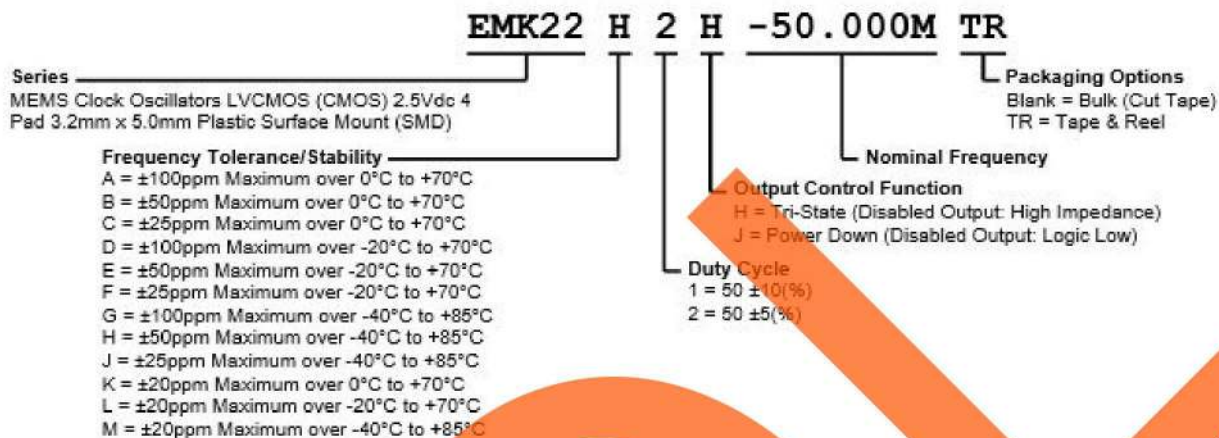 EMK22 H 2 H -50.000M TR
Series
MEMS Clock Oscillators LVCMOS (CMOS) 2.5Vdc 4
Pad 3.2mm x 5.0mm Plastic Surface Mount (SMD)
Packaging Options
Blank = Bulk (Cut Tape)
TR = Tape & Reel
Frequency Tolerance/Stability
A = ±100ppm Maximum over 0°C to +70°C
B = ±50ppm Maximum over 0°C to +70°C
C = ±25ppm Maximum over 0°C to +70°C
D = ±100ppm Maximum over -20°C to +70°C
E = ±50ppm Maximum over -20°C to +70°C
F = ±25ppm Maximum over -20°C to +70°C
G = ±100ppm Maximum over -40°C to +85°C
H = ±50ppm Maximum over -40°C to +85°C
J = ±25ppm Maximum over -40°C to +85°C
K = ±20ppm Maximum over 0°C to +70°C
L = ±20ppm Maximum over -20°C to +70°C
M = ±20ppm Maximum over -40°C to +85°C
Nominal Frequency
Output Control Function
H = Tri-State (Disabled Output: High Impedance)
J = Power Down (Disabled Output: Logic Low)
Duty Cycle
1 = 50 ±10(%)
2 = 50 ±5(%)